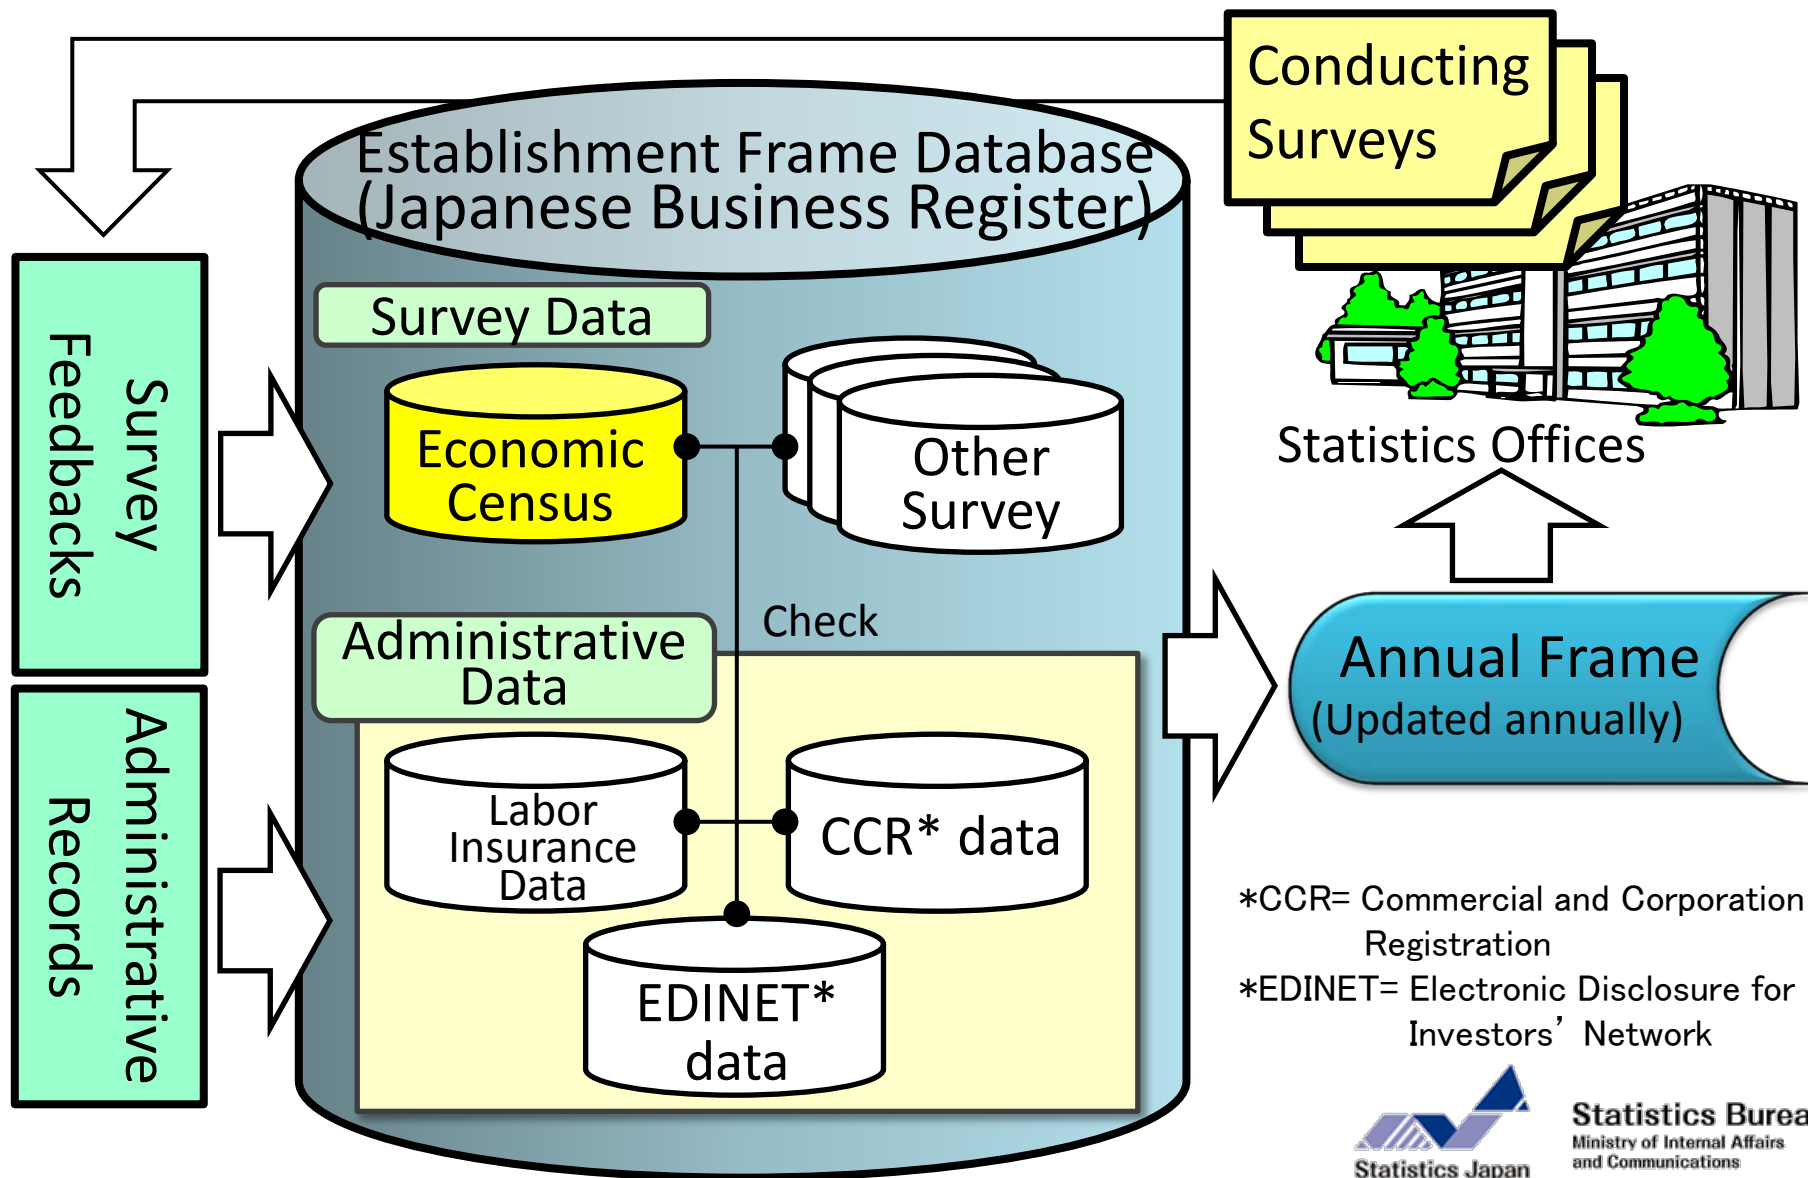 Conducting
Surveys
Establishment Frame Database
(Japanese Business Register)
Survey
Feedbacks
Survey Data
Economic
Census
Other
Survey
Statistics Offices
Check
Administrative
Data
Annual Frame
(Updated annually)
Administrative
Records
Labor
Insurance
Data
CCR* data
EDINET*
data
*CCR= Commercial and Corporation
Registration
*EDINET= Electronic Disclosure for
Investors’ Network
Statistics Japan
Statistics Burea
Ministry of Internal Affairs
and Communications